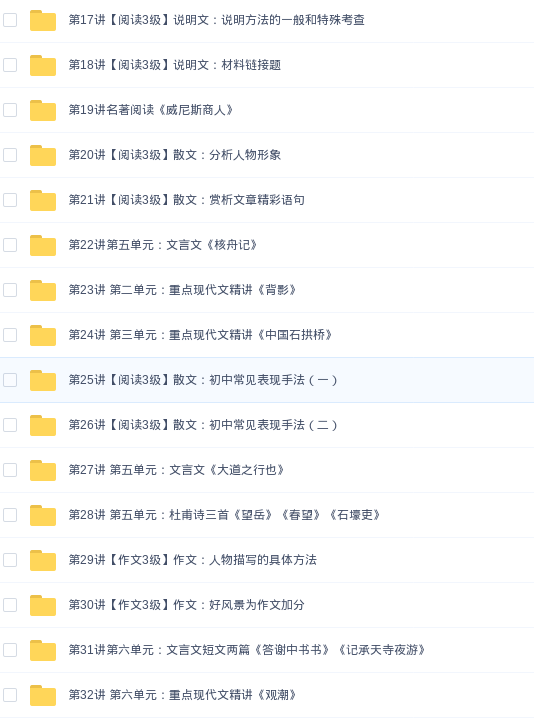 第17讲【阅读3级】说明文：说明方法的一般和特殊考查
第18讲【阅读3级】说明文：材料链接题
第19讲名著阅读《威尼斯商人》
第20讲【阅读3级】散文：分析人物形象
第21讲【阅读3级】散文：赏析文章精彩语句
第22讲第五单元：文言文《核舟记》
第23讲 第二单元：重点现代文精讲《背影》
第24讲 第三单元：重点现代文精讲《中国石拱桥》
第25讲【阅读3级】散文：初中常见表现手法（一）
第26讲【阅读3级】散文：初中常见表现手法（二）
第27讲 第五单元：文言文《大道之行也》
第28讲 第五单元：杜甫诗三首《望岳》《春望》《石壕吏》
第29讲【作文3级】作文：人物描写的具体方法
第30讲【作文3级】作文：好风景为作文加分
第31讲第六单元：文言文短文两篇《答谢中书书》《记承天寺夜游》
第32讲 第六单元：重点现代文精讲《观潮》